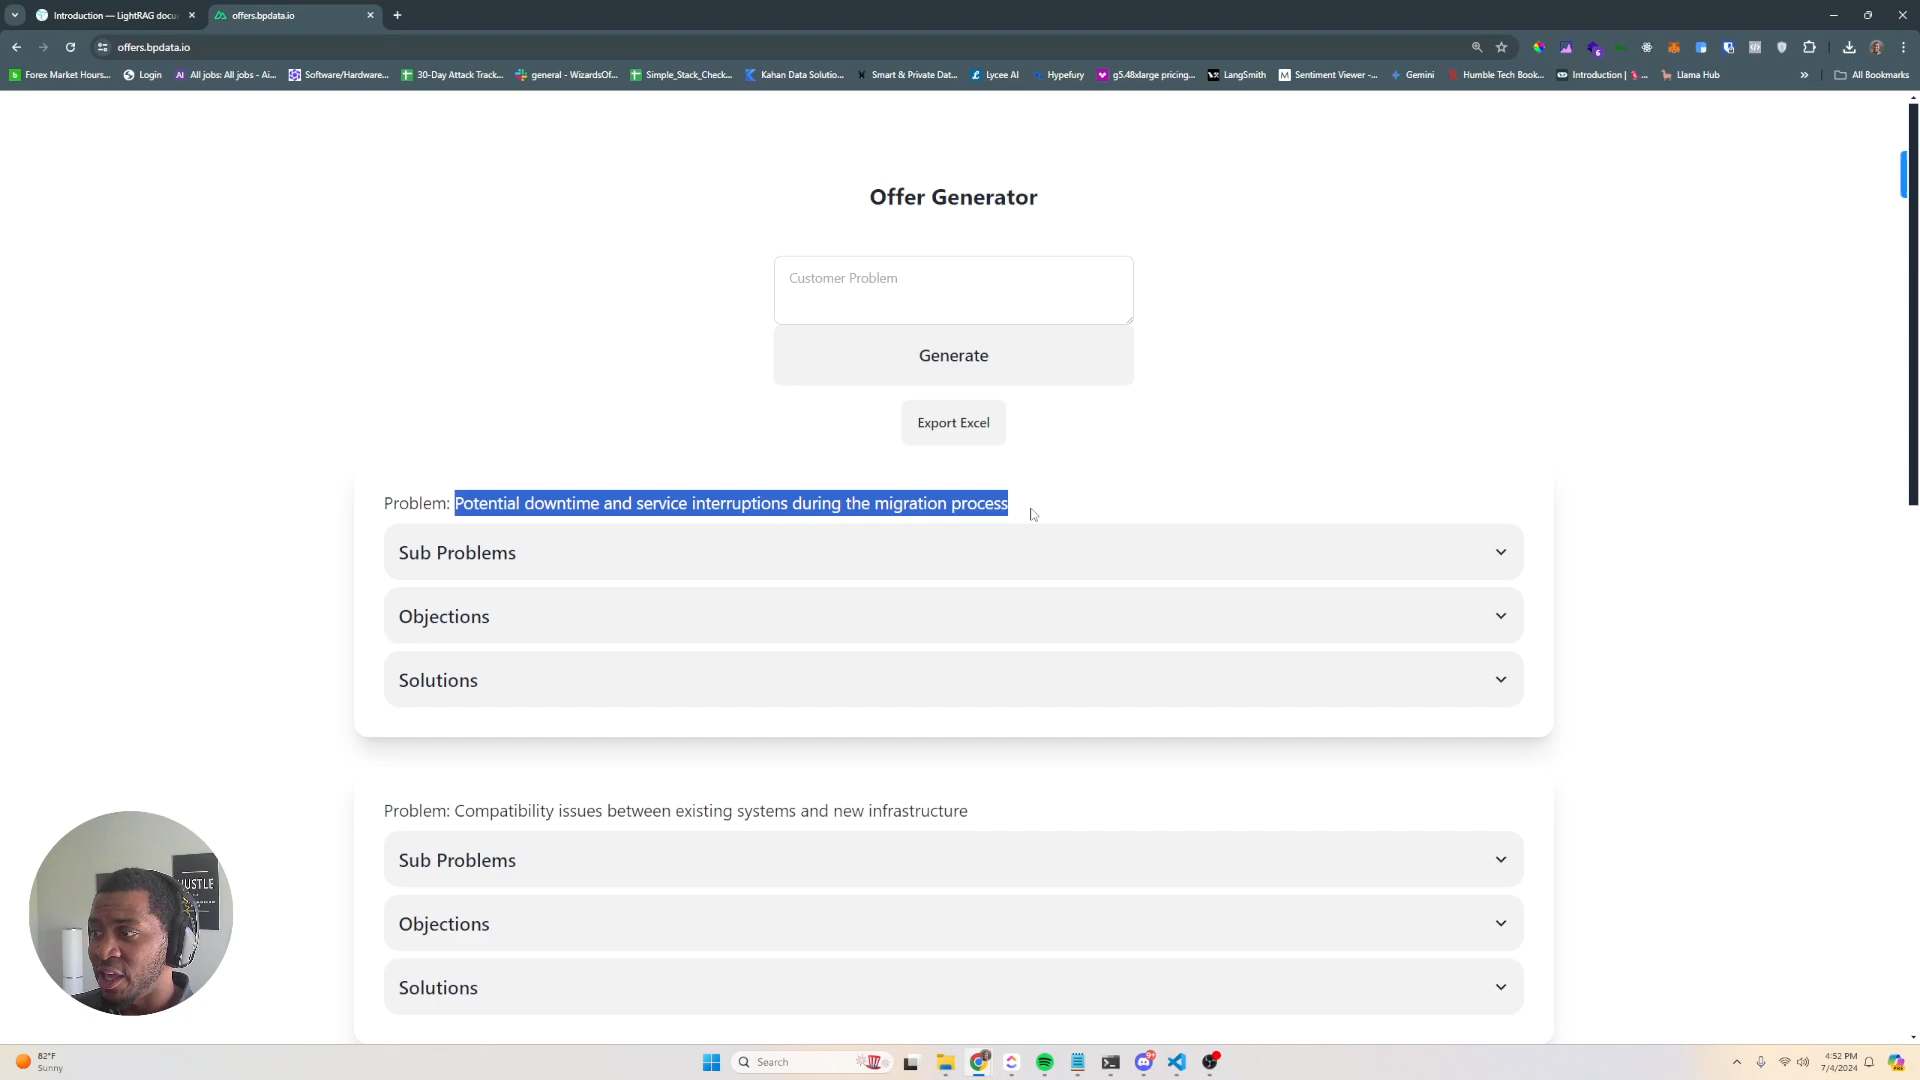 Introduction — LightRAG docu
offers.bpdata.io
offers.bpdata.io
Forex Market Hours...
Login
All jobs: All jobs - Ai...
Software/Hardware...
30-Day Attack Track...
general - WizardsOf...
Simple_Stack_Check...
Kahan Data Solutio...
Smart & Private Dat...
Lycee AI
Hypefury
g5.48xlarge pricing...
LangSmith
Sentiment Viewer -...
Gemini
Humble Tech Book...
Introduction | ...
Llama Hub
All Bookmarks
Offer Generator
Customer Problem
Generate
Export Excel
Problem: Potential downtime and service interruptions during the migration process
Sub Problems
Objections
Solutions
Problem: Compatibility issues between existing systems and new infrastructure
Sub Problems
Objections
Solutions
HUSTLE
82°F
Sunny
Search
4:52 PM
7/4/2024